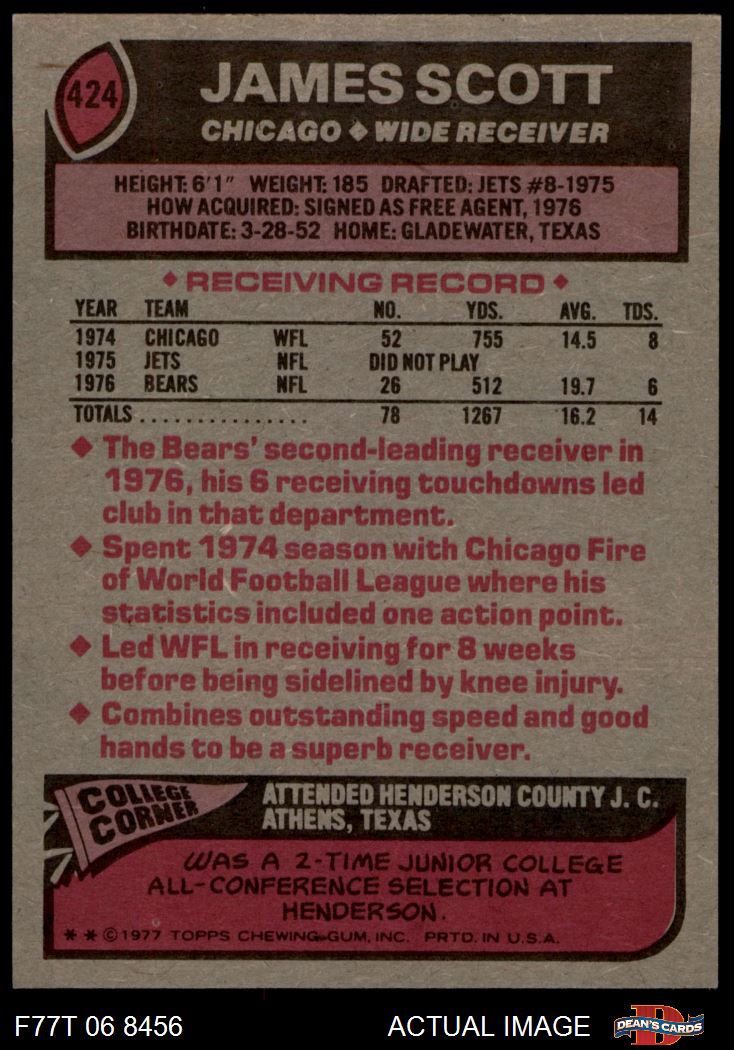 424
JAMES SCOTT
CHICAGO ◆ WIDE RECEIVER
HEIGHT: 6'1" WEIGHT: 185 DRAFTED: JETS #8-1975
HOW ACQUIRED: SIGNED AS FREE AGENT, 1976
BIRTHDATE: 3-28-52 HOME: GLADEWATER, TEXAS
◆ RECEIVING RECORD ◆
YEAR TEAM NO. YDS. AVG. TDS.
1974 CHICAGO WFL 52 755 14.5 8
1975 JETS NFL DID NOT PLAY
1976 BEARS NFL 26 512 19.7 6
TOTALS ................ 78 1267 16.2 14
◆ The Bears' second-leading receiver in
1976, his 6 receiving touchdowns led
club in that department.
◆ Spent 1974 season with Chicago Fire
of World Football League where his
statistics included one action point.
◆ Led WFL in receiving for 8 weeks
before being sidelined by knee injury.
◆ Combines outstanding speed and good
hands to be a superb receiver.
COLLEGE
CORNER
ATTENDED HENDERSON COUNTY J. C.
ATHENS, TEXAS
WAS A 2-TIME JUNIOR COLLEGE
ALL-CONFERENCE SELECTION AT
HENDERSON.
* * ©1977 TOPPS CHEWING GUM, INC. PRTD. IN U.S.A.
F77T 06 8456 ACTUAL IMAGE
D
DEAN'S CARDS